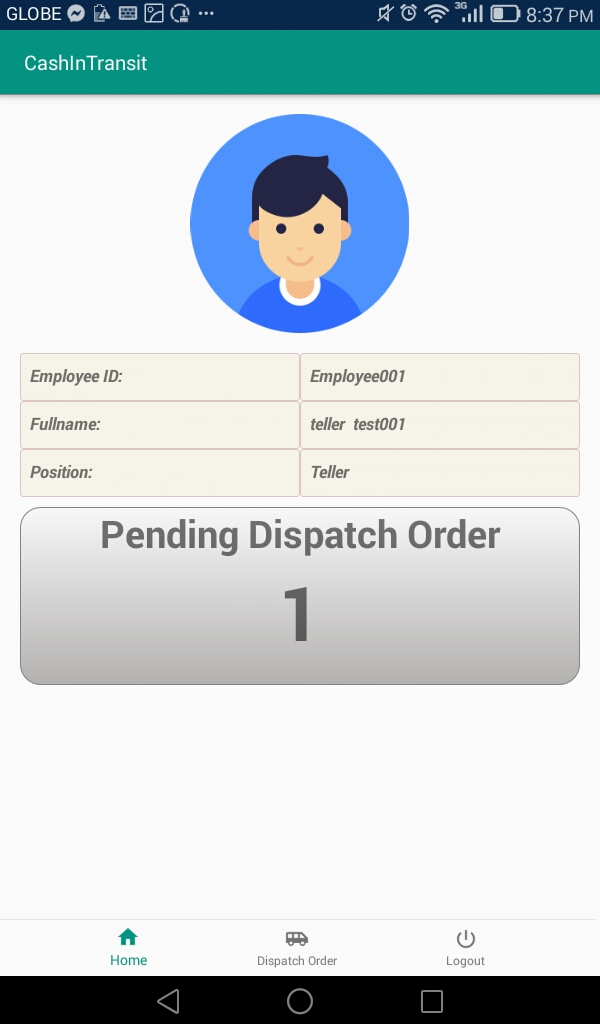 GLOBE 3G 8:37 PM
CashInTransit
Employee ID: Employee001
Fullname: teller test001
Position: Teller
Pending Dispatch Order
1
Home Dispatch Order Logout